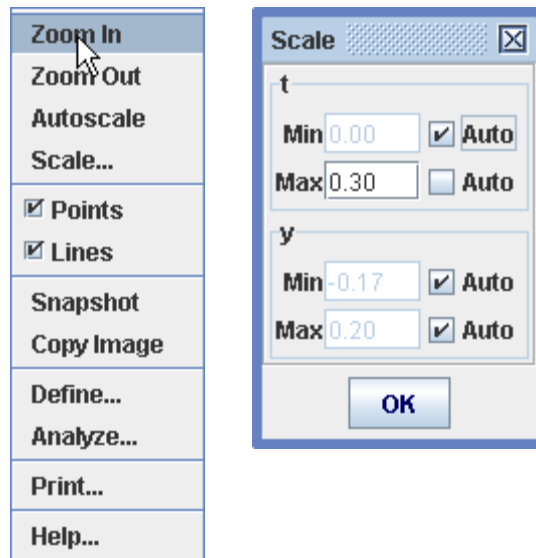 Zoom In
Zoom Out
Autoscale
Scale...
Points
Lines
Snapshot
Copy Image
Define...
Analyze...
Print...
Help...
Scale
t
Min 0.00 Auto
Max 0.30 Auto
y
Min -0.17 Auto
Max 0.20 Auto
OK